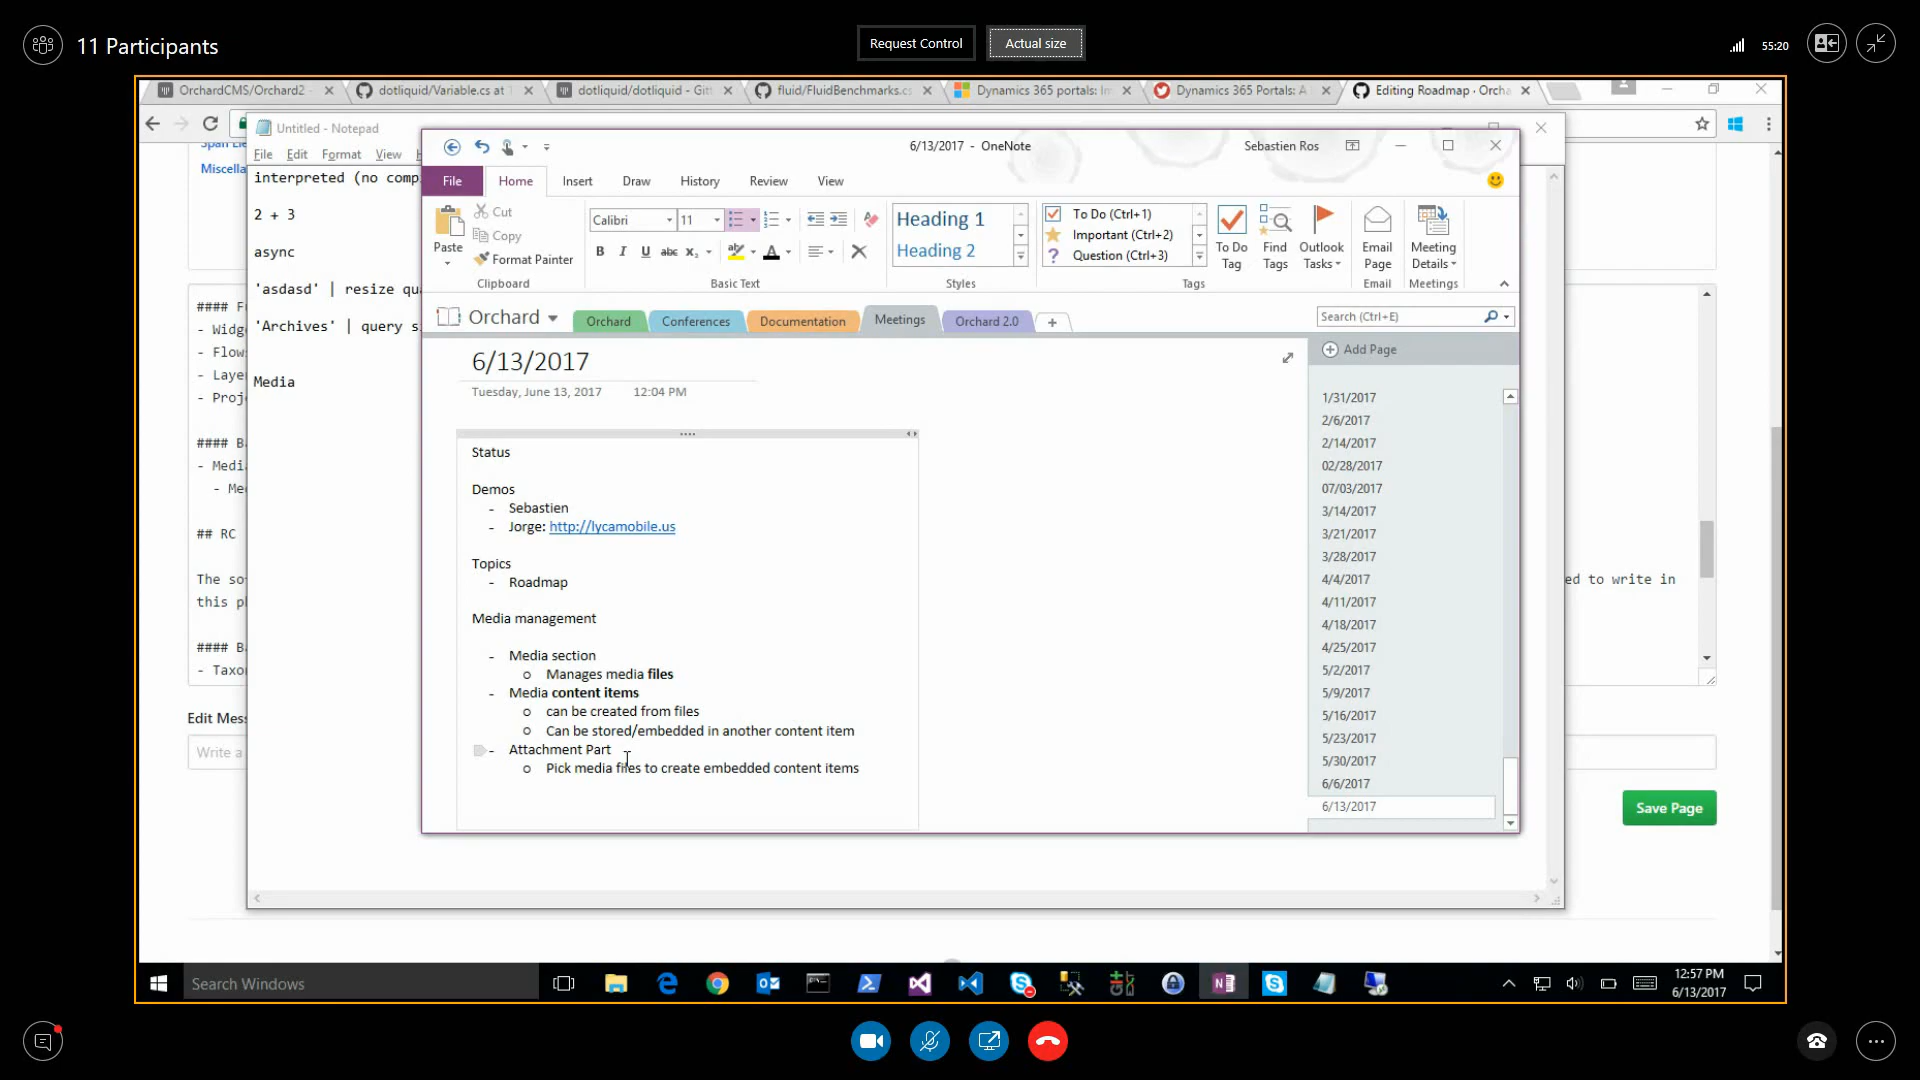 11 Participants
Request Control
Actual size
55:20
OrchardCMS/Orchard2
dotliquid/Variable.cs at
dotliquid/dotliquid - Git
fluid/FluidBenchmarks.cs
Dynamics 365 portals: Im
Dynamics 365 Portals: A
Editing Roadmap · Orcha
Untitled - Notepad
File Edit Format View
Miscella
interpreted (no comp
2 + 3
async
'asdasd' | resize qua
'Archives' | query s
Media
#### F
- Widg
- Flow
- Laye
- Proj
#### B
- Medi
- Me
## RC
The so
this p
ed to write in
#### B
- Taxo
Edit Mes
Write a
Save Page
6/13/2017 - OneNote
Sebastien Ros
File Home Insert Draw History Review View
Paste
Cut
Copy
Format Painter
Clipboard
Calibri
11
B I U abc x₂
A
Basic Text
Heading 1
Heading 2
Styles
To Do (Ctrl+1)
Important (Ctrl+2)
Question (Ctrl+3)
Tags
To Do
Tag
Find
Tags
Outlook
Tasks
Email
Page
Email
Meeting
Details
Meetings
Orchard
Orchard
Conferences
Documentation
Meetings
Orchard 2.0
Search (Ctrl+E)
6/13/2017
Tuesday, June 13, 2017 12:04 PM
Status
Demos
- Sebastien
- Jorge: http://lycamobile.us
Topics
- Roadmap
Media management
- Media section
o Manages media files
- Media content items
o can be created from files
o Can be stored/embedded in another content item
- Attachment Part
o Pick media files to create embedded content items
Add Page
1/31/2017
2/6/2017
2/14/2017
02/28/2017
07/03/2017
3/14/2017
3/21/2017
3/28/2017
4/4/2017
4/11/2017
4/18/2017
4/25/2017
5/2/2017
5/9/2017
5/16/2017
5/23/2017
5/30/2017
6/6/2017
6/13/2017
Search Windows
12:57 PM
6/13/2017